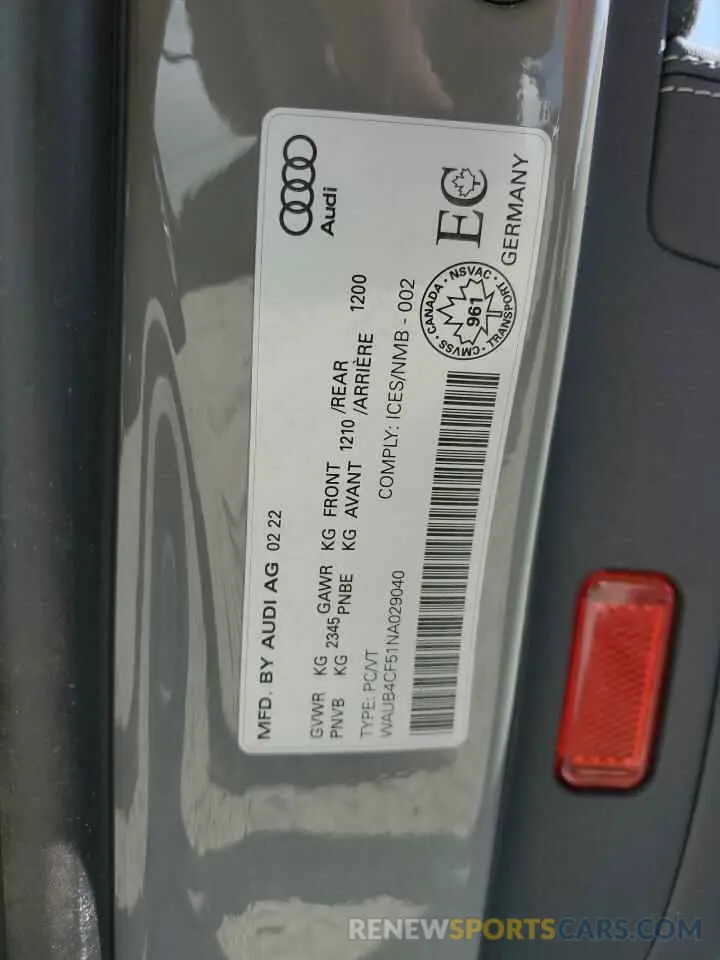 Audi
MFD. BY AUDI AG 02 22
GVWR KG 2345 GAWR KG FRONT 1210 /REAR 1200
PNVB KG PNBE KG AVANT /ARRIÈRE
TYPE: PC/VT COMPLY: ICES/NMB - 002
WAUB4CF51NA029040
EC
GERMANY
CANADA · NSVAC · TRANSPORT · CMVSS
961
RENEWSPORTSCARS.COM